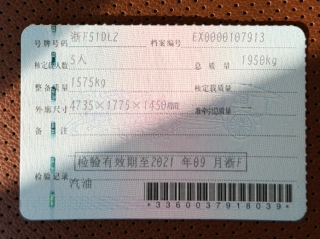 号牌号码 浙F51DL2 档案编号 EX0000107913
核定载人数 5人 总质量 1950kg
整备质量 1575kg 核定载质量 --
外廓尺寸 4735×1775×1450mm 准牵引总质量 --
备注
检验有效期至2021年09月浙F
检验记录
汽油
*3360037918039*